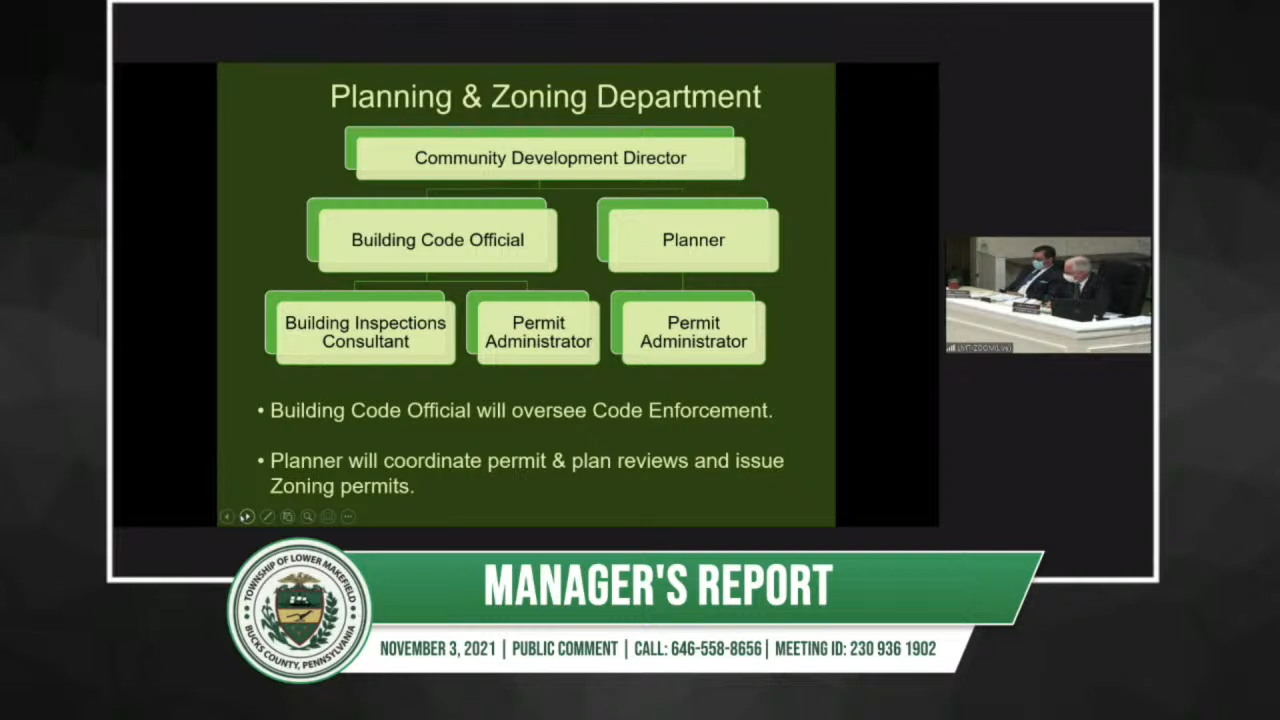 Planning & Zoning Department
Community Development Director
Building Code Official
Planner
Building Inspections
Consultant
Permit
Administrator
Permit
Administrator
• Building Code Official will oversee Code Enforcement.
• Planner will coordinate permit & plan reviews and issue
Zoning permits.
MANAGER'S REPORT
NOVEMBER 3, 2021 | PUBLIC COMMENT | CALL: 646-558-8656 | MEETING ID: 230 936 1902
TOWNSHIP OF LOWER MAKEFIELD
BUCKS COUNTY, PENNSYLVANIA